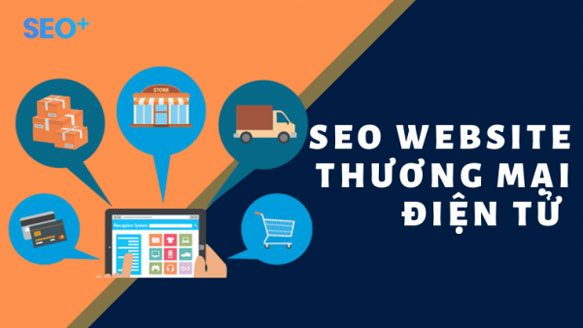 SEO+
STORE
SEO WEBSITE
THƯƠNG MẠI
ĐIỆN TỬ
Reception System